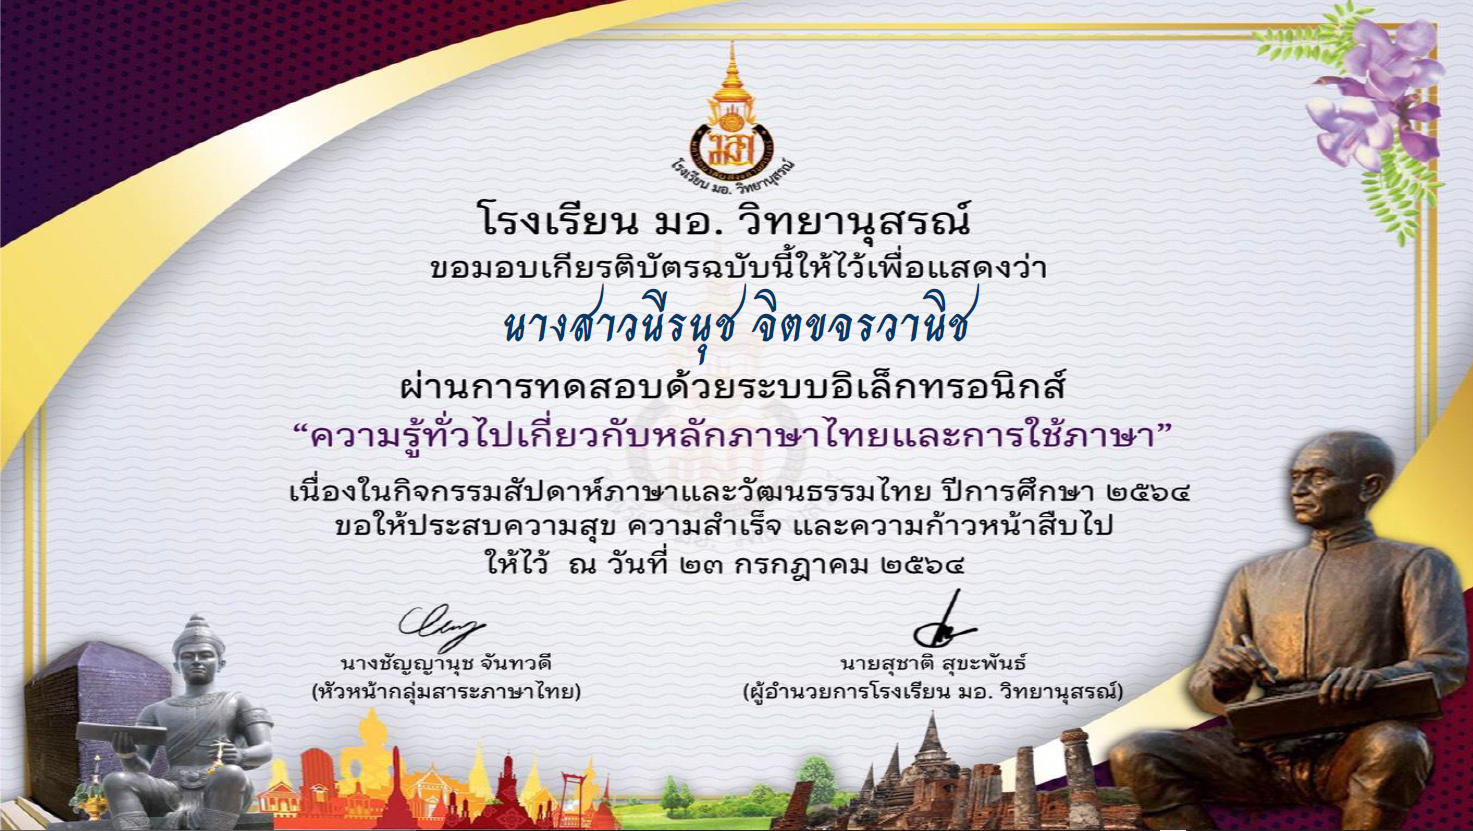 มอ
โรงเรียน มอ. วิทยานุสรณ์
โรงเรียน มอ. วิทยานุสรณ์
ขอมอบเกียรติบัตรฉบับนี้ให้ไว้เพื่อแสดงว่า
นางสาวนีรนุช จิตขจรวานิช
ผ่านการทดสอบด้วยระบบอิเล็กทรอนิกส์
“ความรู้ทั่วไปเกี่ยวกับหลักภาษาไทยและการใช้ภาษา”
เนื่องในกิจกรรมสัปดาห์ภาษาและวัฒนธรรมไทย ปีการศึกษา ๒๕๖๔
ขอให้ประสบความสุข ความสำเร็จ และความก้าวหน้าสืบไป
ให้ไว้ ณ วันที่ ๒๓ กรกฎาคม ๒๕๖๔
นางชัญญานุช จันทวดี
(หัวหน้ากลุ่มสาระภาษาไทย)
นายสุชาติ สุขะพันธ์
(ผู้อำนวยการโรงเรียน มอ. วิทยานุสรณ์)